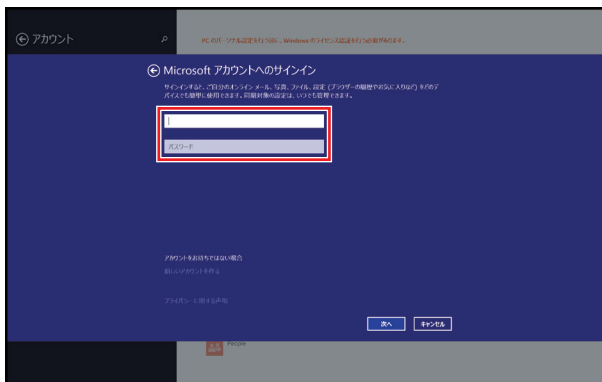 アカウント
PC のパーソナル設定を行う前に、Windows のライセンス認証を行う必要があります。
Microsoft アカウントへのサインイン
サインインすると、ご自分のオンライン メール、写真、ファイル、設定 (ブラウザーの履歴やお気に入りなど) をどのデ
バイスでも簡単に使用できます。同期対象の設定は、いつでも管理できます。
パスワード
アカウントをお持ちではない場合
新しいアカウントを作る
プライバシーに関する声明
次へ
キャンセル
People